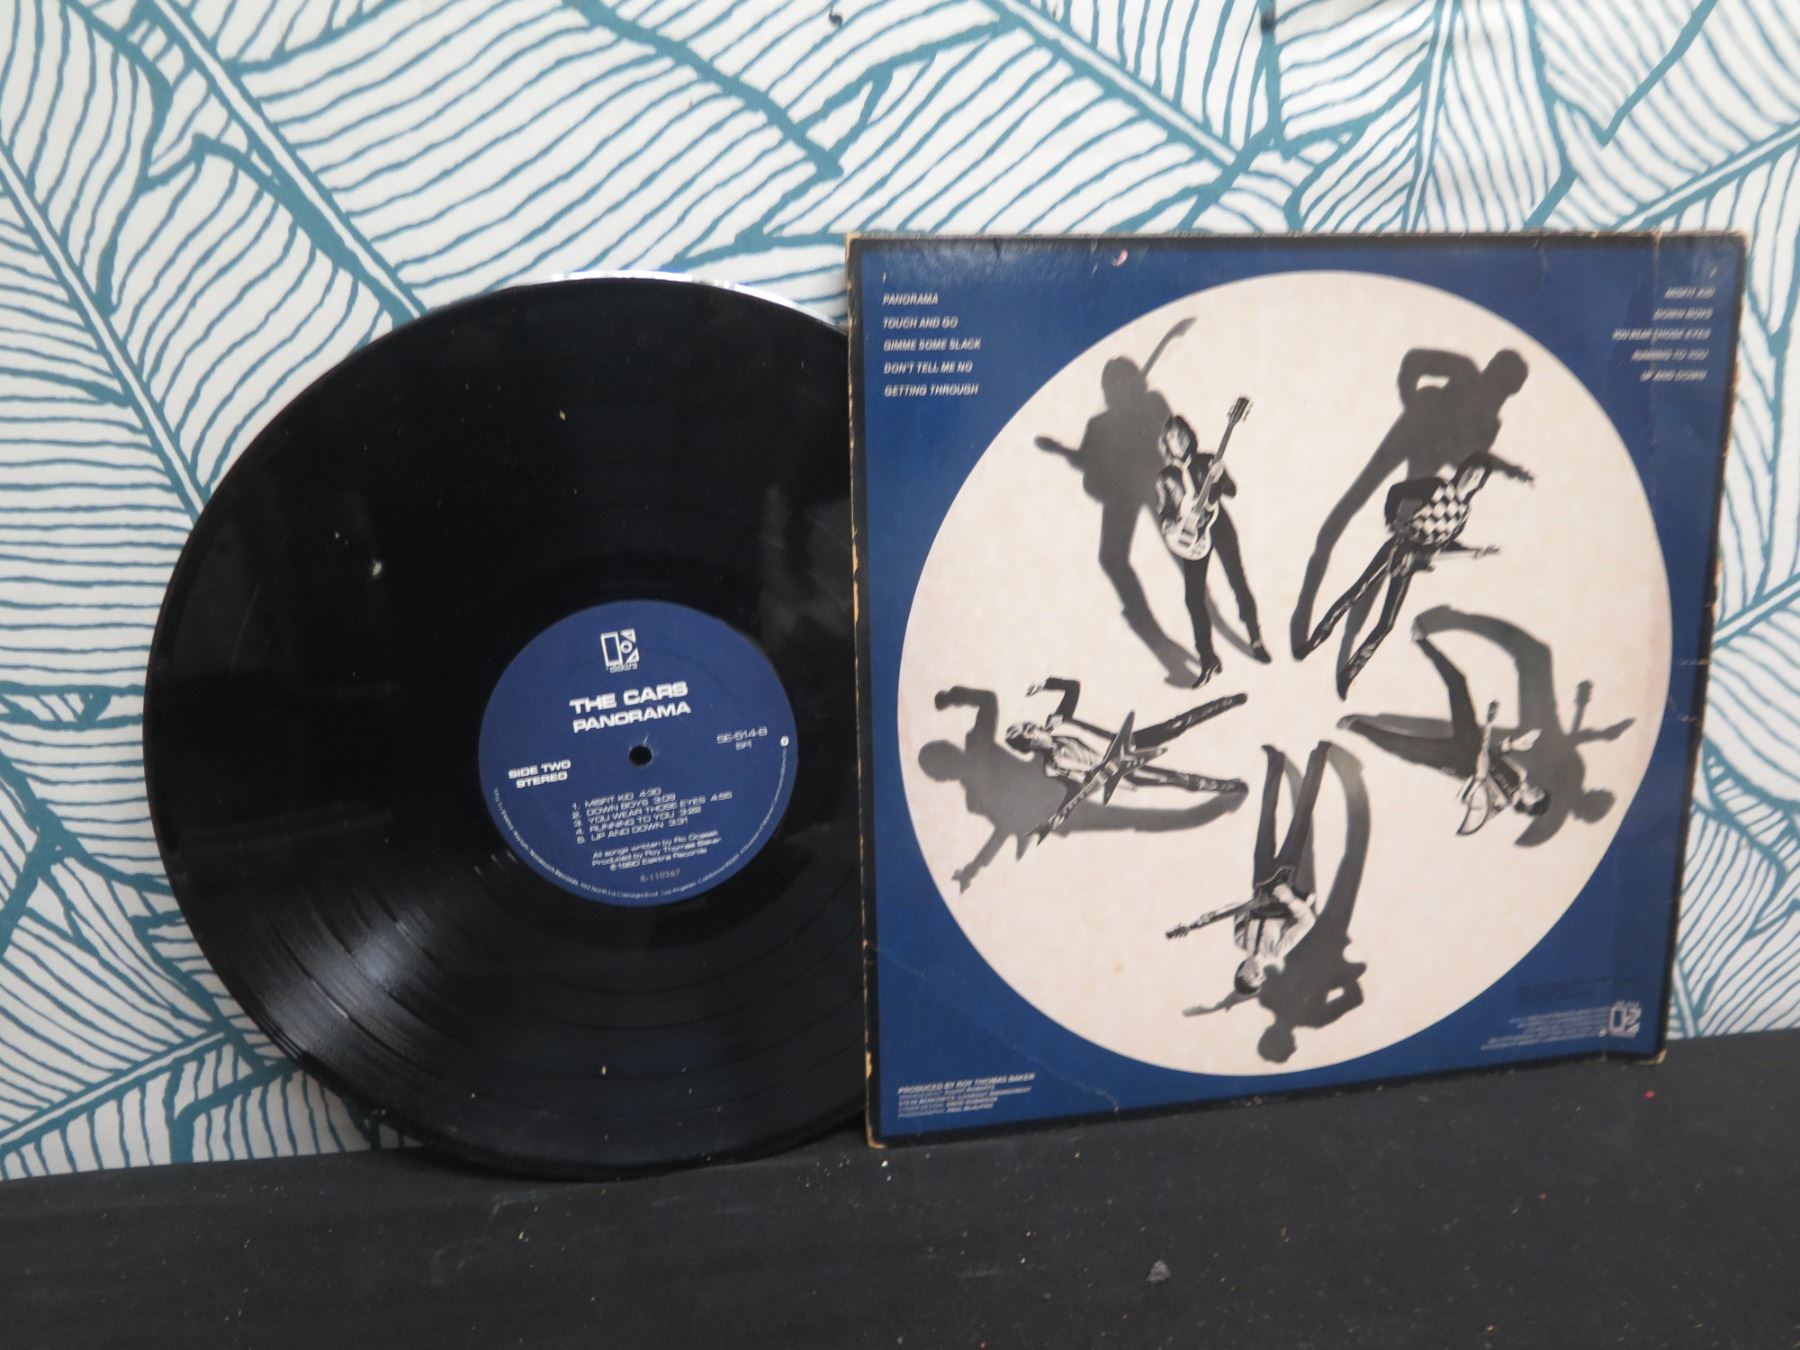 THE CARS
PANORAMA
SE-514-B
SP
SIDE TWO
STEREO
1. MISFIT KID 4:30
2. DOWN BOYS 3:09
3. YOU WEAR THOSE EYES 4:55
4. RUNNING TO YOU 3:22
5. UP AND DOWN 3:31
All songs written by Ric Ocasek
Produced by Roy Thomas Baker
℗ 1980 Elektra Records
S-110267
PANORAMA
TOUCH AND GO
GIMME SOME SLACK
DON'T TELL ME NO
GETTING THROUGH
MISFIT KID
DOWN BOYS
YOU WEAR THOSE EYES
RUNNING TO YOU
UP AND DOWN
PRODUCED BY ROY THOMAS BAKER